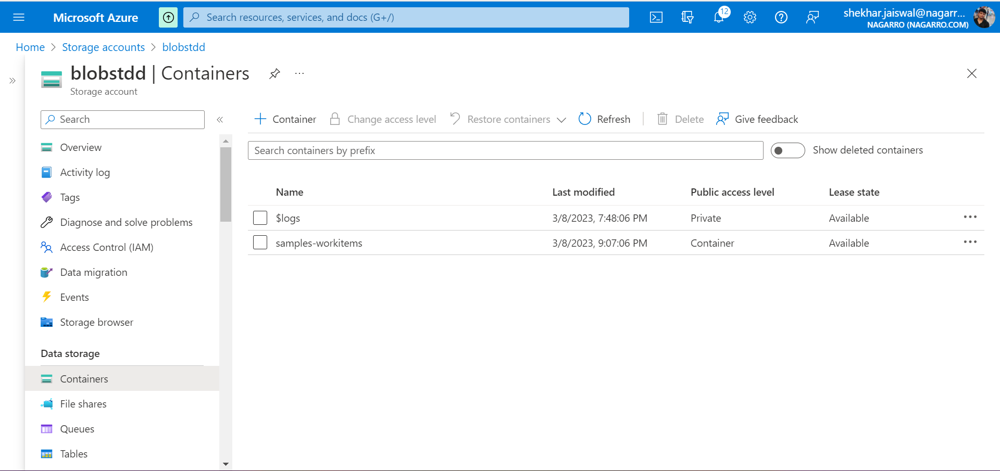 Microsoft Azure
Search resources, services, and docs (G+/)
12
shekhar.jaiswal@nagarr...
NAGARRO (NAGARRO.COM)
Home > Storage accounts > blobstdd
blobstdd | Containers
Storage account
Search
Container
Change access level
Restore containers
Refresh
Delete
Give feedback
Search containers by prefix
Show deleted containers
Overview
Activity log
Tags
Diagnose and solve problems
Access Control (IAM)
Data migration
Events
Storage browser
Data storage
Containers
File shares
Queues
Tables
Name Last modified Public access level Lease state
$logs 3/8/2023, 7:48:06 PM Private Available
samples-workitems 3/8/2023, 9:07:06 PM Container Available